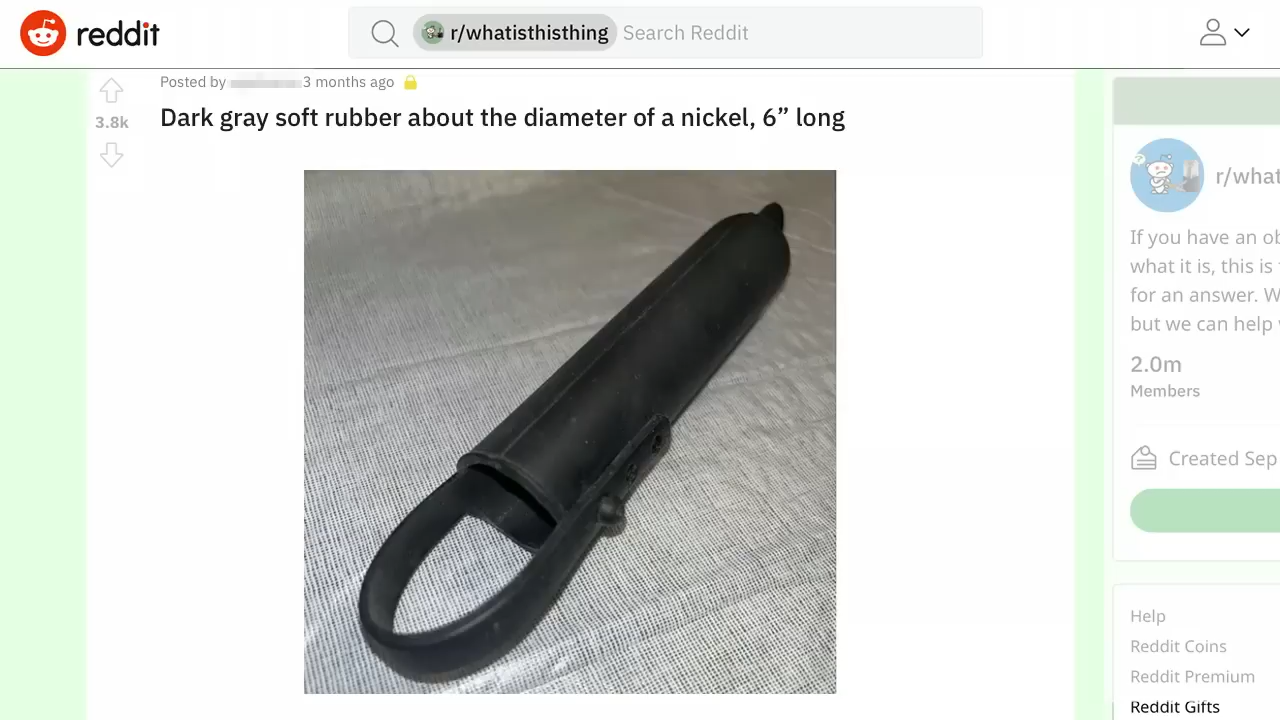 reddit
r/whatisthisthing Search Reddit
Posted by 3 months ago
3.8k
Dark gray soft rubber about the diameter of a nickel, 6” long
r/what
If you have an ob
what it is, this is
for an answer. W
but we can help
2.0m
Members
Created Sep
Help
Reddit Coins
Reddit Premium
Reddit Gifts